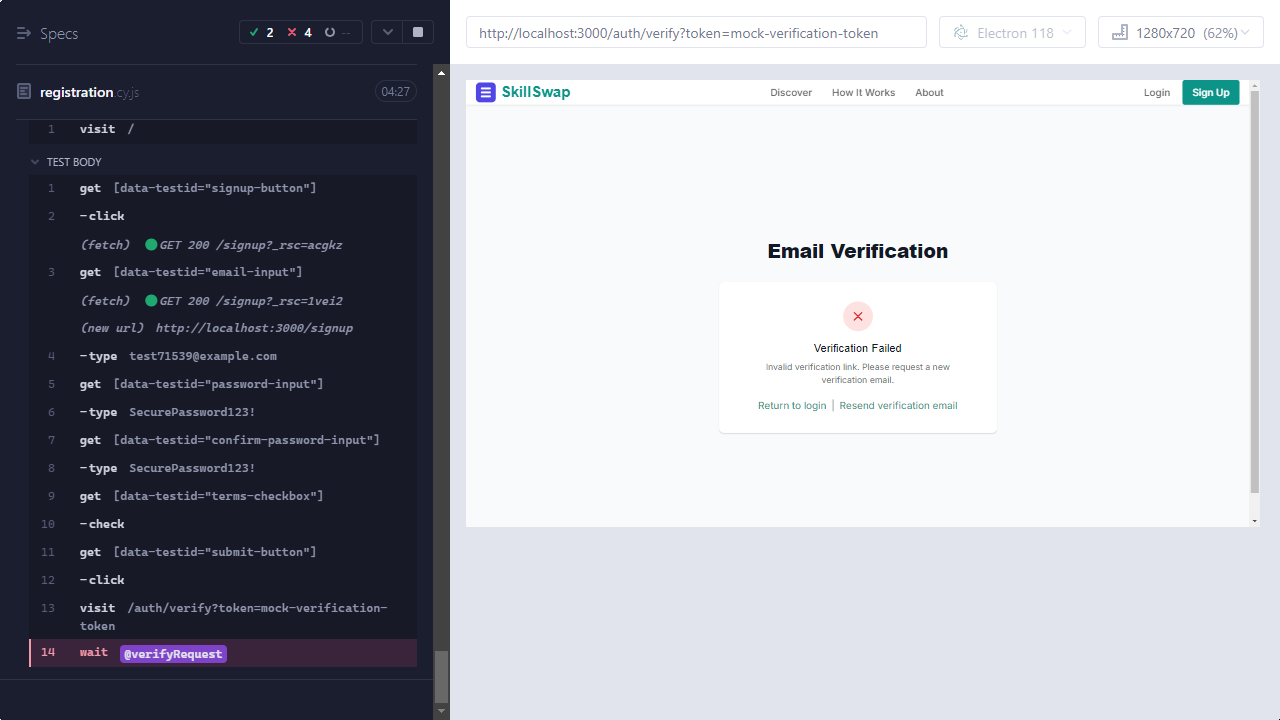 Specs
2 4 --
registration.cy.js
04:27
1 visit /
TEST BODY
1 get [data-testid="signup-button"]
2 -click
(fetch) GET 200 /signup?_rsc=acgkz
3 get [data-testid="email-input"]
(fetch) GET 200 /signup?_rsc=1vei2
(new url) http://localhost:3000/signup
4 -type test71539@example.com
5 get [data-testid="password-input"]
6 -type SecurePassword123!
7 get [data-testid="confirm-password-input"]
8 -type SecurePassword123!
9 get [data-testid="terms-checkbox"]
10 -check
11 get [data-testid="submit-button"]
12 -click
13 visit /auth/verify?token=mock-verification-
token
14 wait @verifyRequest
http://localhost:3000/auth/verify?token=mock-verification-token
Electron 118
1280x720 (62%)
SkillSwap
Discover How It Works About
Login Sign Up
Email Verification
Verification Failed
Invalid verification link. Please request a new
verification email.
Return to login | Resend verification email